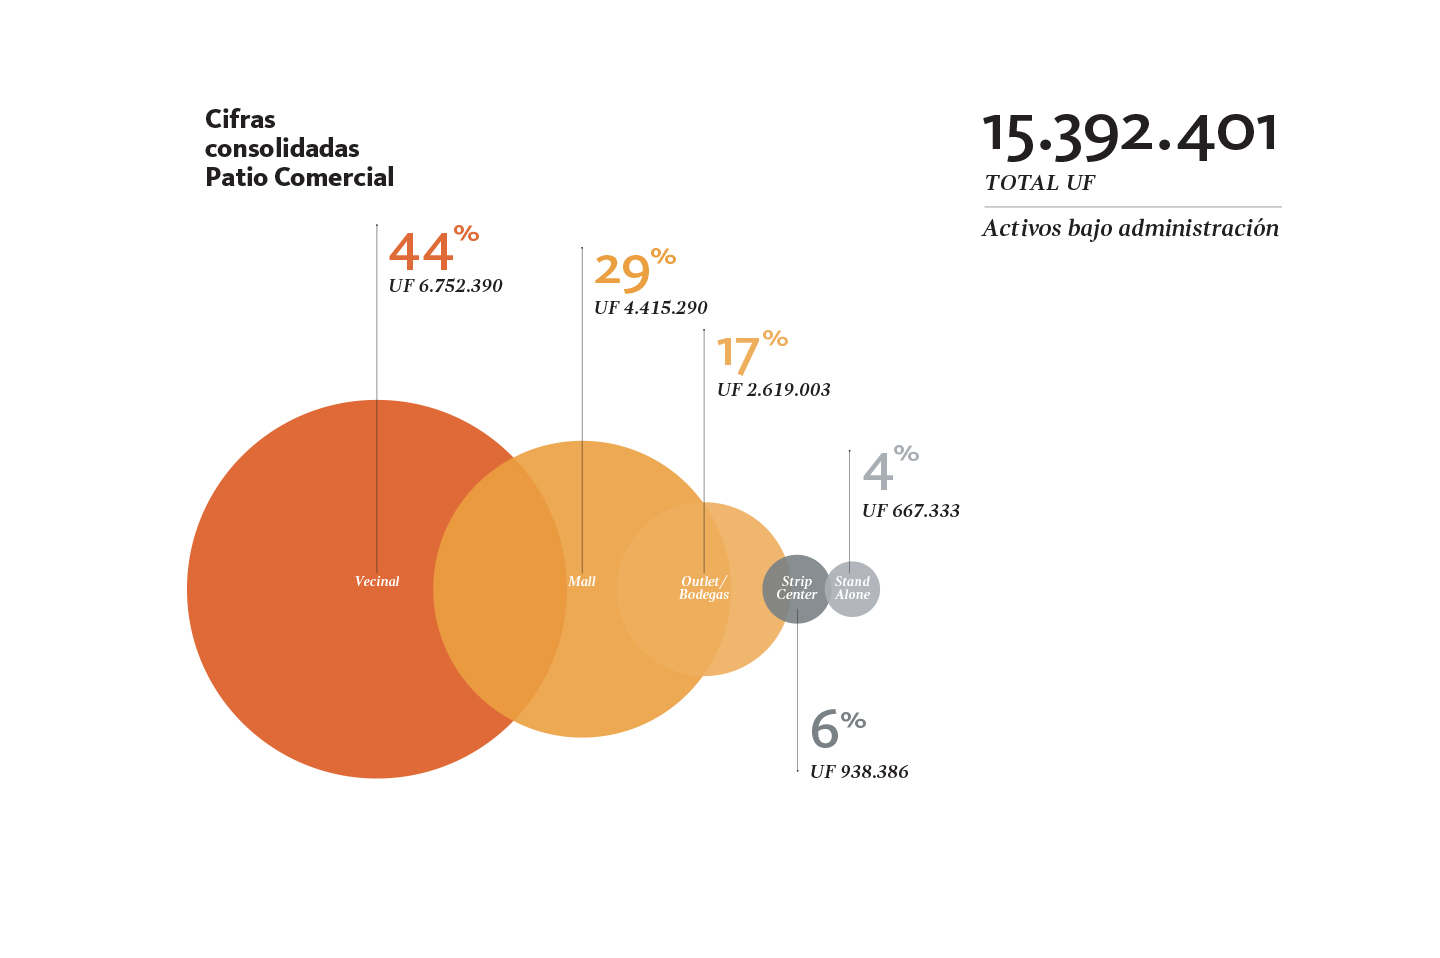 Cifras
consolidadas
Patio Comercial
15.392.401
TOTAL UF
Activos bajo administración
44%
UF 6.752.390
29%
UF 4.415.290
17%
UF 2.619.003
4%
UF 667.333
Vecinal
Mall
Outlet/
Bodegas
Strip
Center
Stand
Alone
6%
UF 938.386